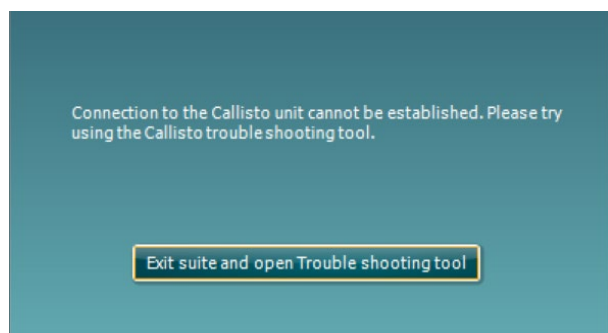 Connection to the Callisto unit cannot be established. Please try
using the Callisto trouble shooting tool.
Exit suite and open Trouble shooting tool